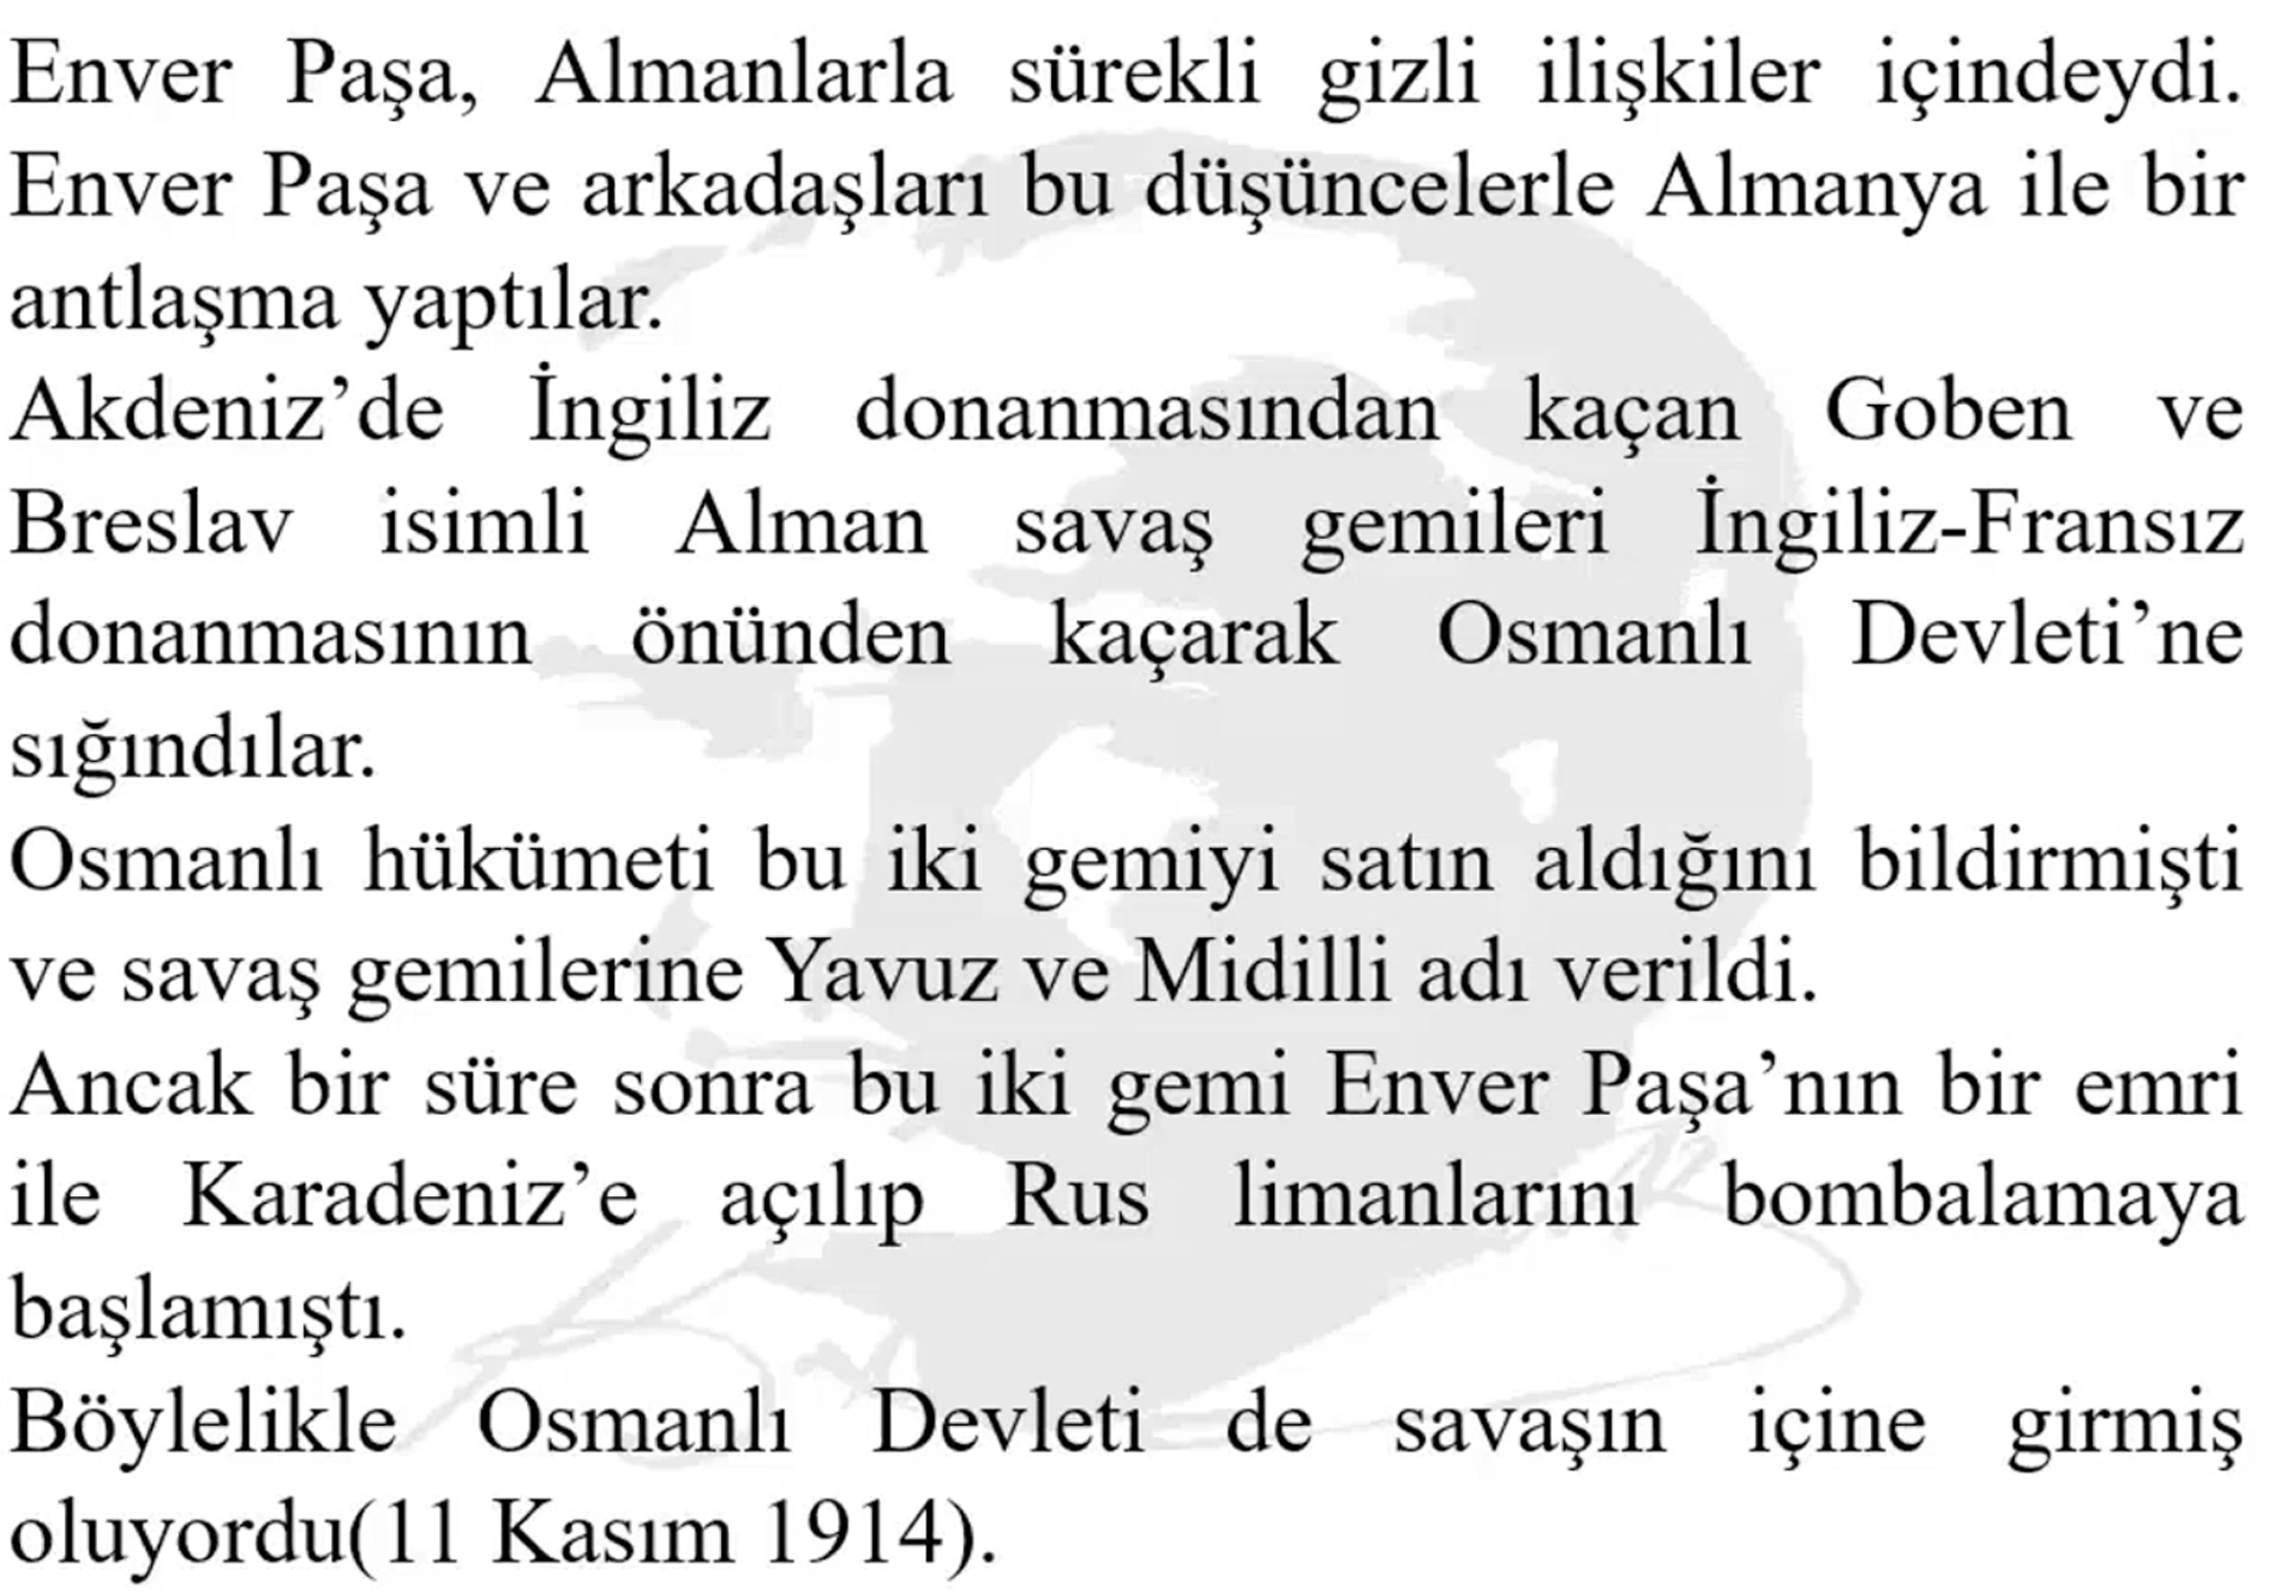 Enver Paşa, Almanlarla sürekli gizli ilişkiler içindeydi.
Enver Paşa ve arkadaşları bu düşüncelerle Almanya ile bir
antlaşma yaptılar.
Akdeniz’de İngiliz donanmasından kaçan Goben ve
Breslav isimli Alman savaş gemileri İngiliz-Fransız
donanmasının önünden kaçarak Osmanlı Devleti’ne
sığındılar.
Osmanlı hükümeti bu iki gemiyi satın aldığını bildirmişti
ve savaş gemilerine Yavuz ve Midilli adı verildi.
Ancak bir süre sonra bu iki gemi Enver Paşa’nın bir emri
ile Karadeniz’e açılıp Rus limanlarını bombalamaya
başlamıştı.
Böylelikle Osmanlı Devleti de savaşın içine girmiş
oluyordu(11 Kasım 1914).